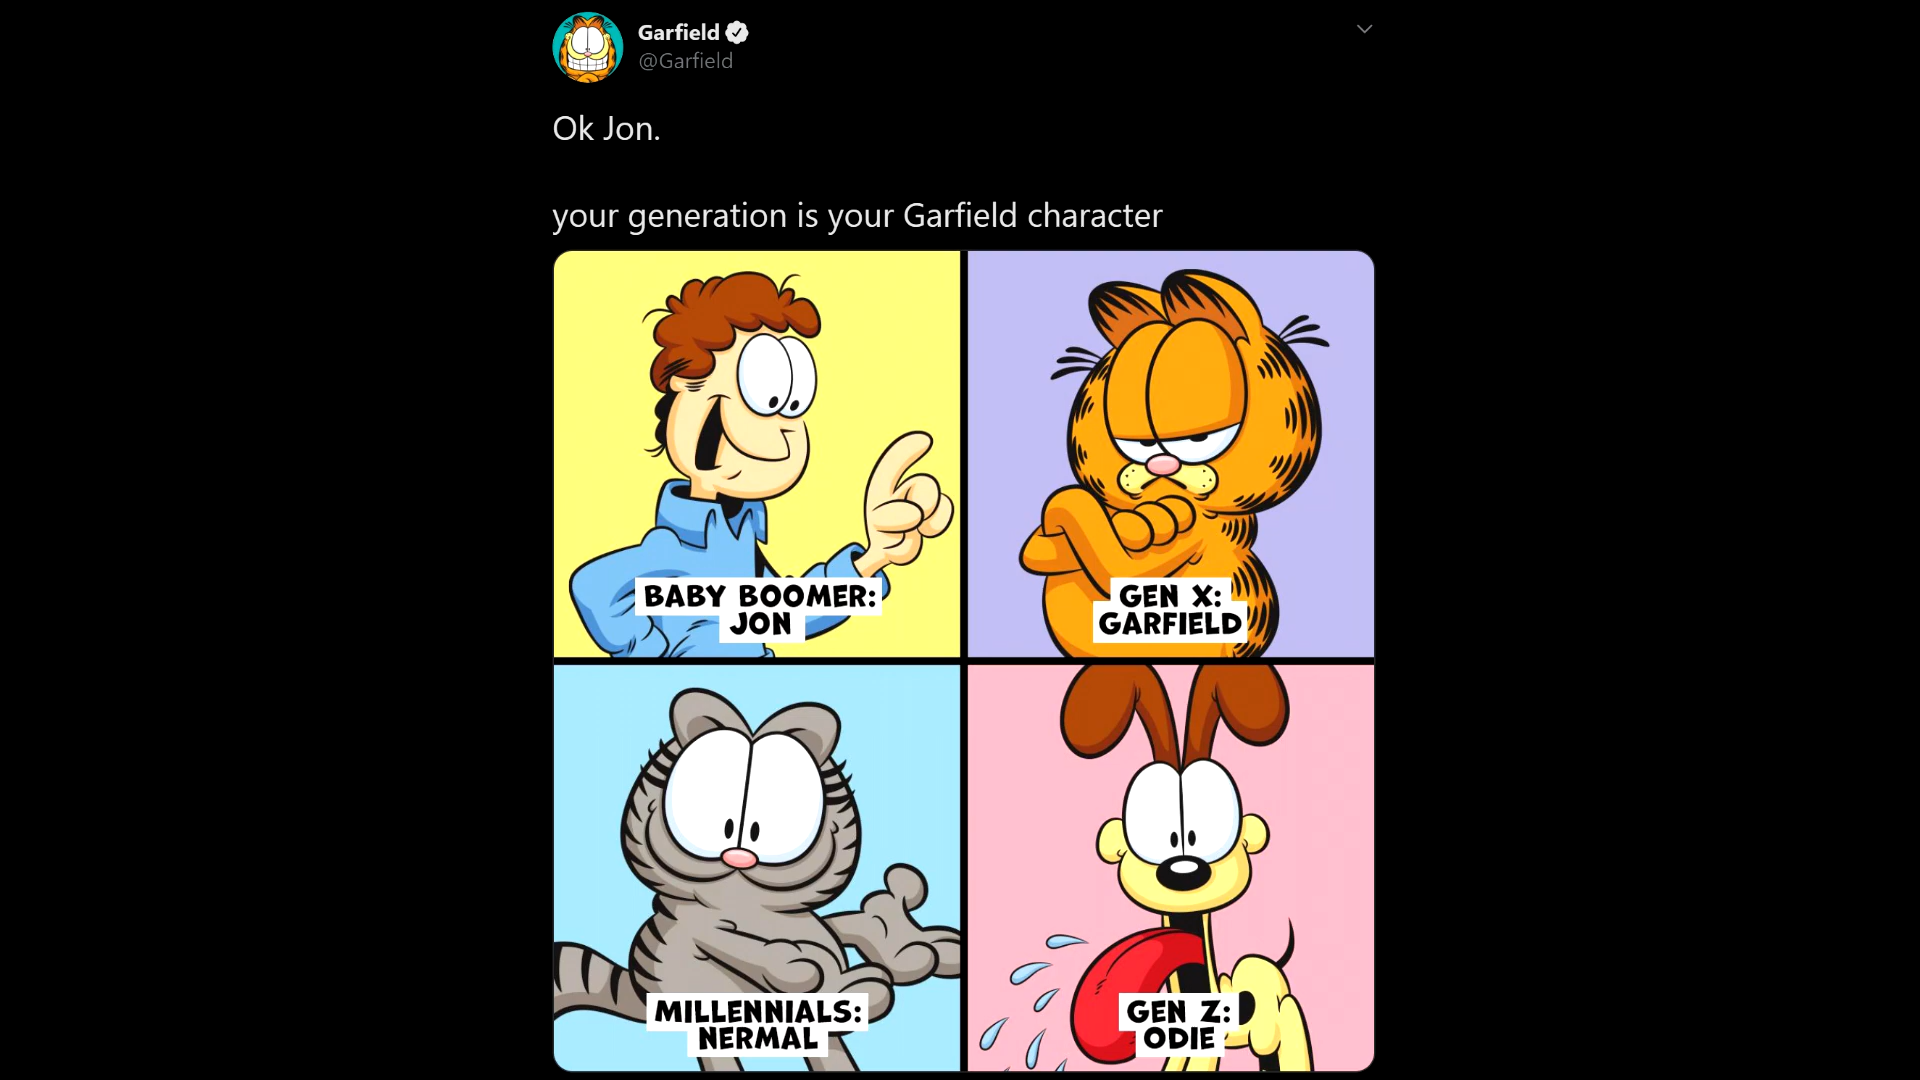 Garfield
@Garfield
Ok Jon.
your generation is your Garfield character
BABY BOOMER:
JON
GEN X:
GARFIELD
MILLENNIALS:
NERMAL
GEN Z:
ODIE